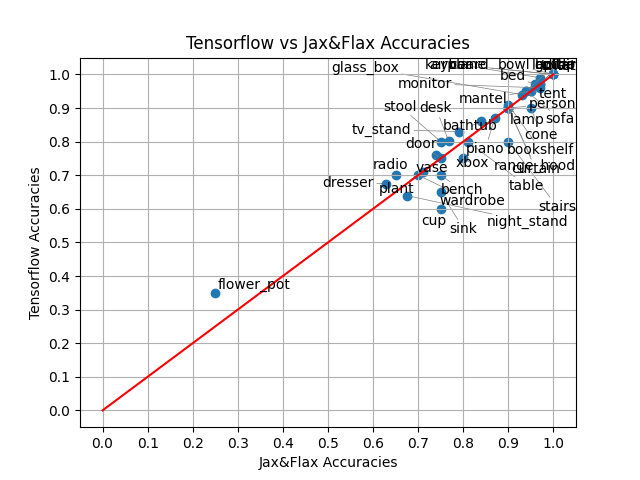 Tensorflow vs Jax&Flax Accuracies
glass_box
bowl
bed
monitor
tent
mantel
person
stool
desk
lamp
sofa
tv_stand
bathtub
cone
door
piano
bookshelf
radio
vase
xbox
range_hood
curtain
dresser
plant
bench
table
wardrobe
stairs
cup
sink
night_stand
flower_pot
1.0
0.9
0.8
0.7
0.6
0.5
0.4
0.3
0.2
0.1
0.0
Tensorflow Accuracies
0.0 0.1 0.2 0.3 0.4 0.5 0.6 0.7 0.8 0.9 1.0
Jax&Flax Accuracies